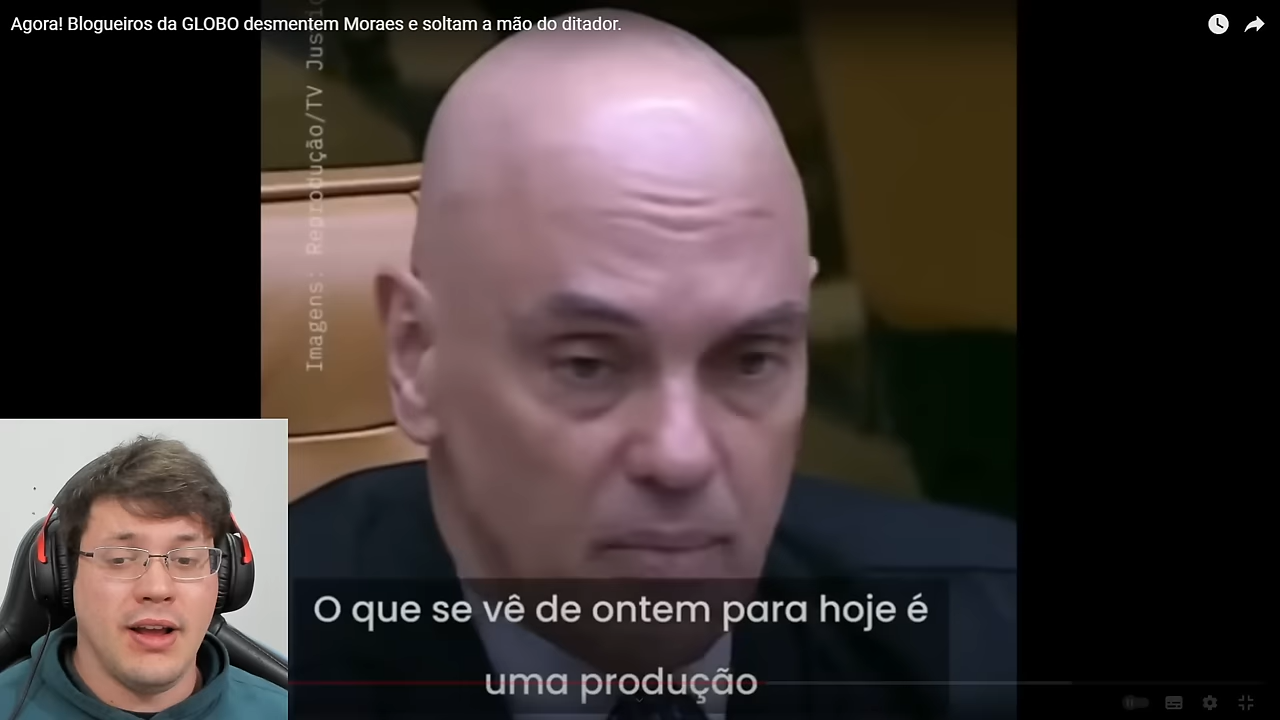 Agora! Blogueiros da GLOBO desmentem Moraes e soltam a mão do ditador.
Imagens: Reprodução/TV Justiç
O que se vê de ontem para hoje é
uma produção